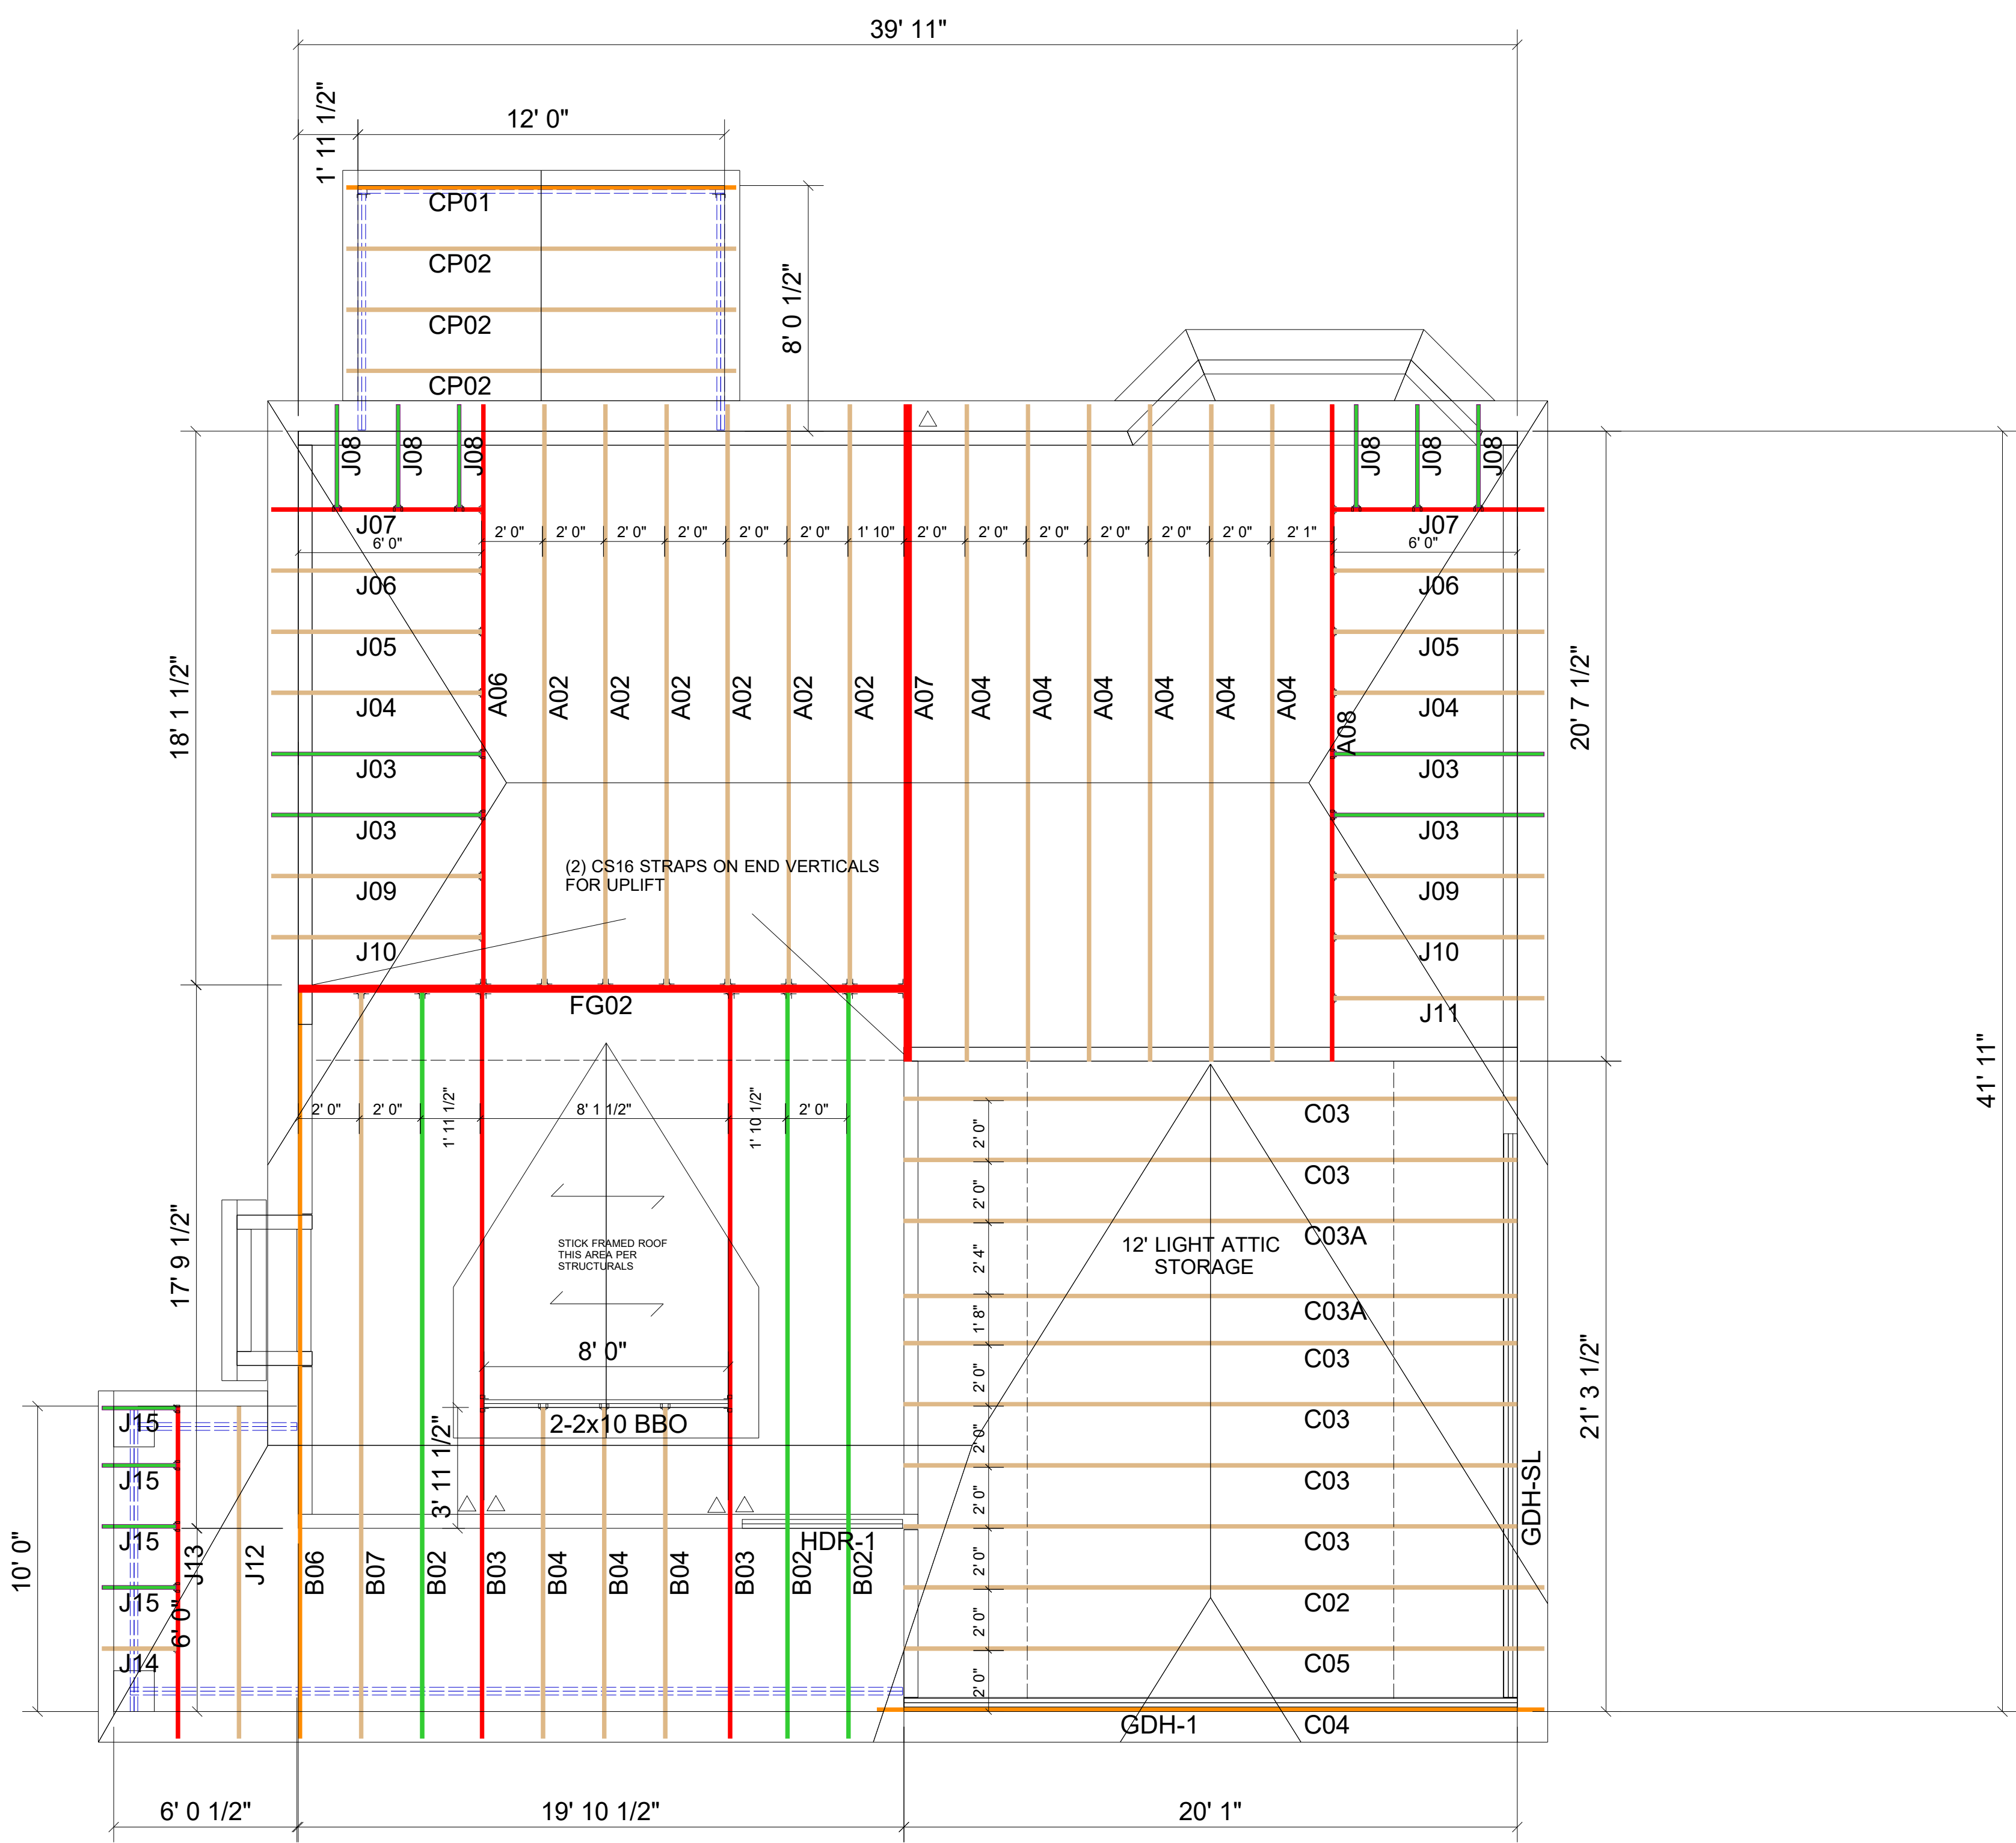 39' 11"
1' 11 1/2"
12' 0"
CP01
CP02
CP02
CP02
8' 0 1/2"
J08
J08
J08
J08
J08
J08
J07
6' 0"
2' 0"
2' 0"
2' 0"
2' 0"
2' 0"
2' 0"
1' 10"
2' 0"
2' 0"
2' 0"
2' 0"
2' 0"
2' 0"
2' 1"
J07
6' 0"
J06
J06
J05
J05
J04
J04
18' 1 1/2"
A06
A02
A02
A02
A02
A02
A02
A07
A04
A04
A04
A04
A04
A04
A08
20' 7 1/2"
J03
J03
J03
J03
(2) CS16 STRAPS ON END VERTICALS
FOR UPLIFT
J09
J09
J10
J10
FG02
J11
41' 11"
2' 0"
2' 0"
1' 11 1/2"
8' 1 1/2"
1' 10 1/2"
2' 0"
C03
2' 0"
C03
2' 0"
C03A
2' 4"
C03A
1' 8"
C03
2' 0"
C03
2' 0"
C03
2' 0"
C03
2' 0"
C02
2' 0"
C05
2' 0"
12' LIGHT ATTIC
STORAGE
STICK FRAMED ROOF
THIS AREA PER
STRUCTURALS
17' 9 1/2"
21' 3 1/2"
8' 0"
2-2x10 BBO
3' 11 1/2"
GDH-SL
HDR-1
J15
J15
J15
J15
J14
10' 0"
J13
6' 0"
J12
B06
B07
B02
B03
B04
B04
B04
B03
B02
B02
GDH-1
C04
6' 0 1/2"
19' 10 1/2"
20' 1"